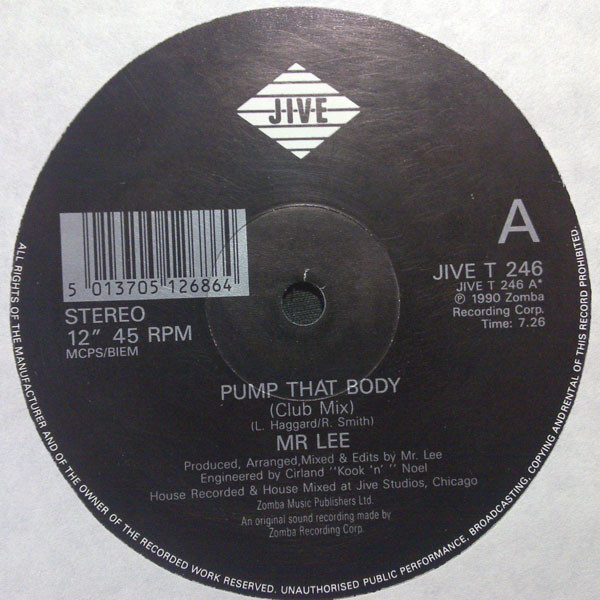 J·I·V·E
A
5 013705 126864
STEREO
12" 45 RPM
MCPS/BIEM
JIVE T 246
JIVE T 246 A*
℗ 1990 Zomba
Recording Corp.
Time: 7.26
PUMP THAT BODY
(Club Mix)
(L. Haggard/R. Smith)
MR LEE
Produced, Arranged,Mixed & Edits by Mr. Lee
Engineered by Cirland "Kook 'n' " Noel
House Recorded & House Mixed at Jive Studios, Chicago
Zomba Music Publishers Ltd.
An original sound recording made by
Zomba Recording Corp.
ALL RIGHTS OF THE MANUFACTURER AND OF THE OWNER OF THE RECORDED WORK RESERVED. UNAUTHORISED PUBLIC PERFORMANCE, BROADCASTING, COPYING AND RENTAL OF THIS RECORD PROHIBITED.